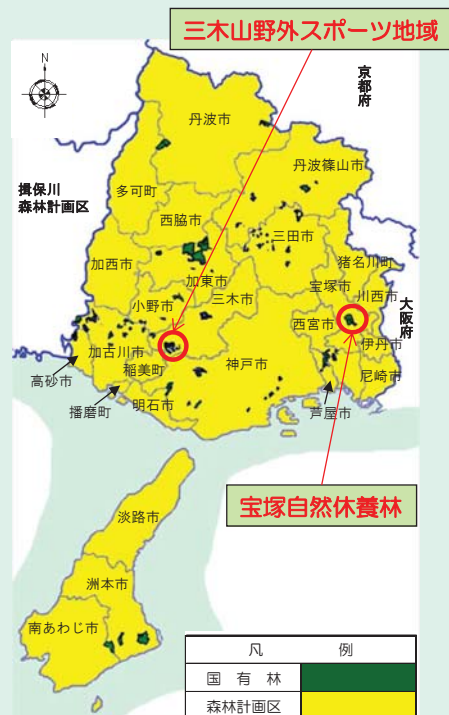 三木山野外スポーツ地域
N
京都府
丹波市
丹波篠山市
揖保川
森林計画区
多可町
西脇市
三田市
猪名川町
加西市
加東市
宝塚市
川西市
大阪府
小野市
三木市
西宮市
伊丹市
加古川市
神戸市
稲美町
尼崎市
高砂市
播磨町
明石市
芦屋市
宝塚自然休養林
淡路市
洲本市
南あわじ市
凡 例
国有林
森林計画区